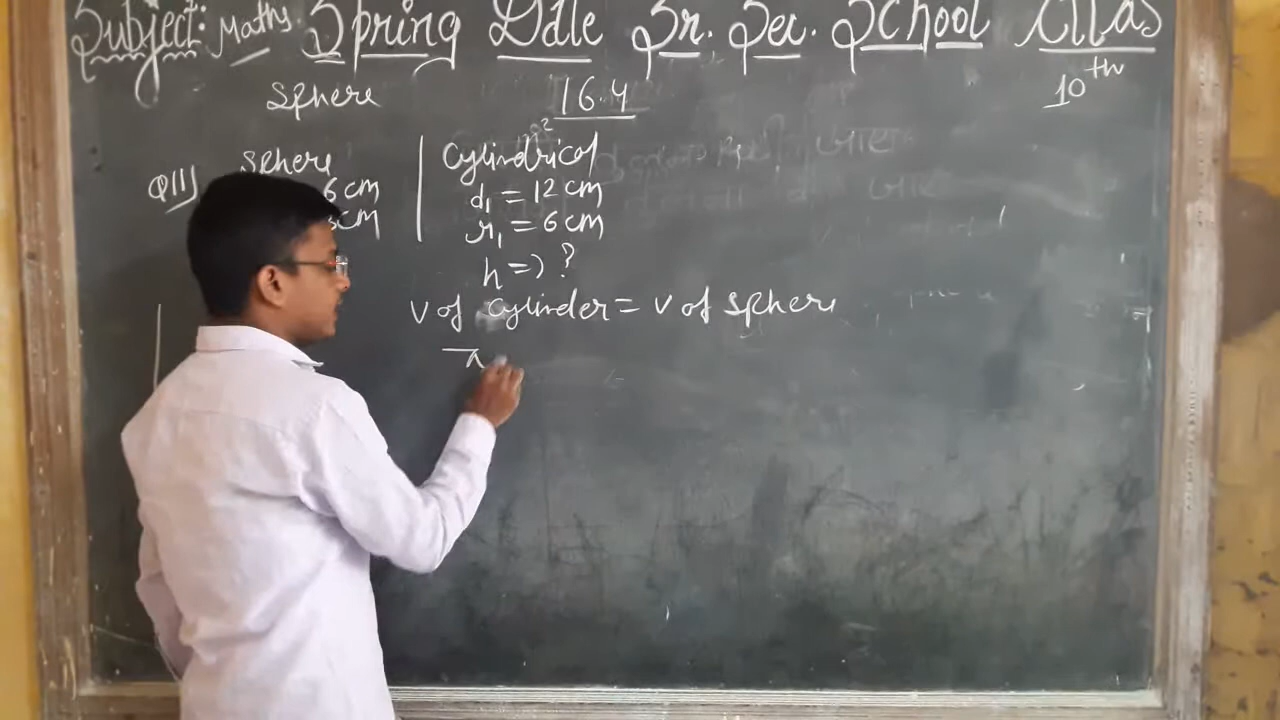 Subject: Maths. Spring Dale Sr. Sec. School Class
10th
Sphere 16.4
Q11) Sphere
6 cm
cm
Cylindrical
d1 = 12 cm
r1 = 6 cm
h => ?
V of cylinder = V of sphere
π